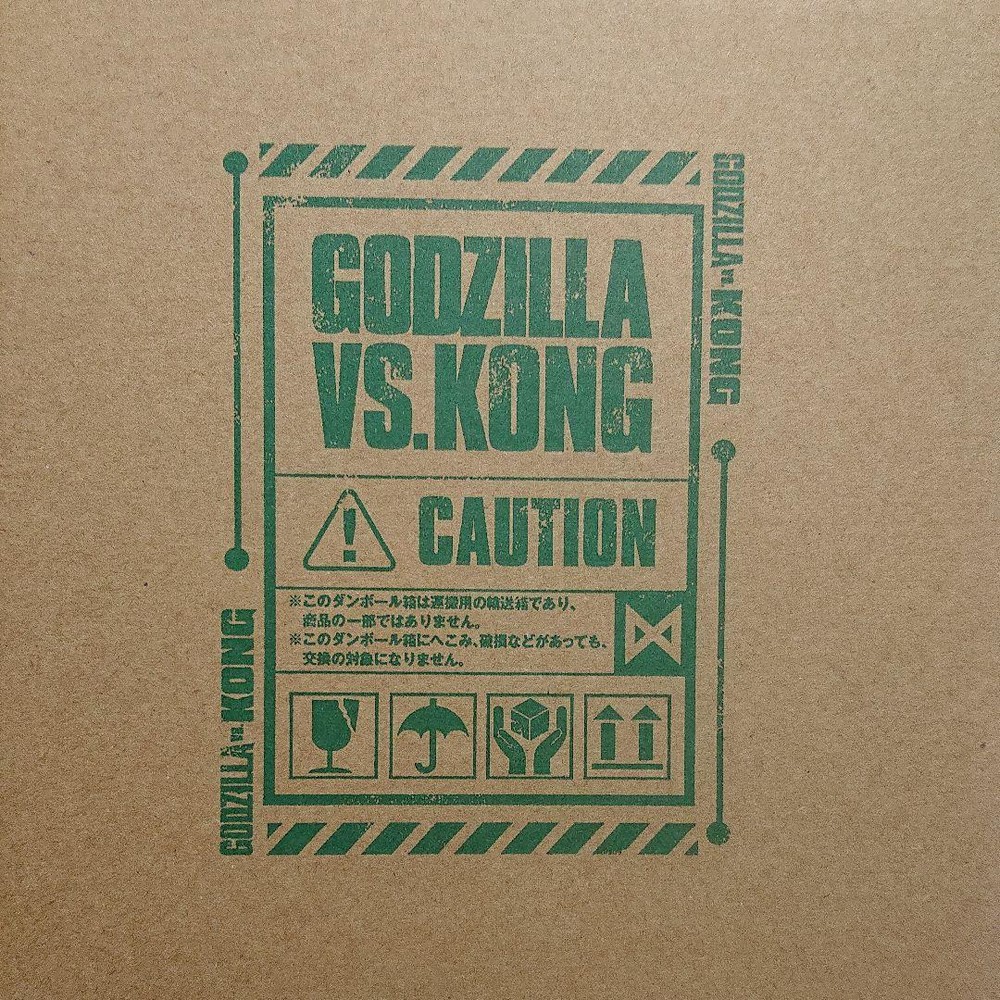 GODZILLA
VS.KONG
CAUTION
※このダンボール箱は運搬用の輸送箱であり、
商品の一部ではありません。
※このダンボール箱にへこみ、破損などがあっても、
交換の対象になりません。
GODZILLA VS. KONG
GODZILLA VS. KONG